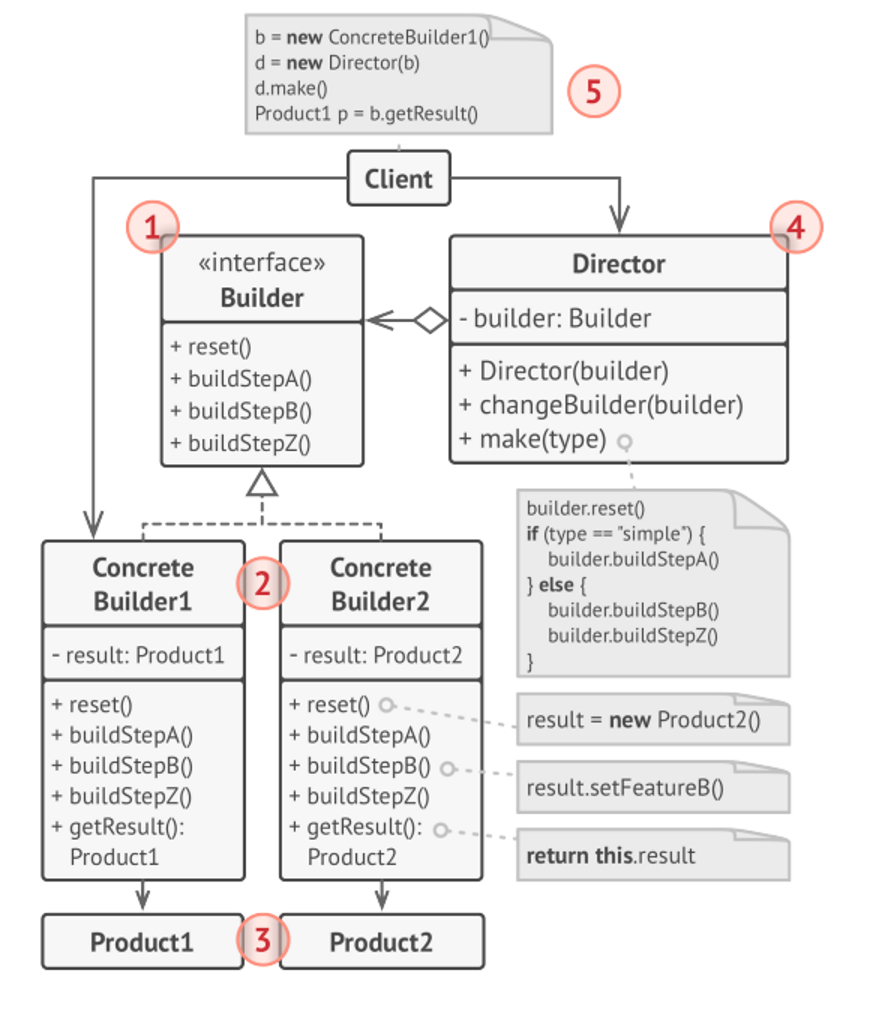 b = new ConcreteBuilder1()
d = new Director(b)
d.make()
Product1 p = b.getResult()
5
Client
1
«interface»
Builder
+ reset()
+ buildStepA()
+ buildStepB()
+ buildStepZ()
4
Director
- builder: Builder
+ Director(builder)
+ changeBuilder(builder)
+ make(type)
builder.reset()
if (type == "simple") {
builder.buildStepA()
} else {
builder.buildStepB()
builder.buildStepZ()
}
Concrete
Builder1
- result: Product1
+ reset()
+ buildStepA()
+ buildStepB()
+ buildStepZ()
+ getResult():
Product1
2
Concrete
Builder2
- result: Product2
+ reset()
+ buildStepA()
+ buildStepB()
+ buildStepZ()
+ getResult():
Product2
result = new Product2()
result.setFeatureB()
return this.result
Product1
3
Product2